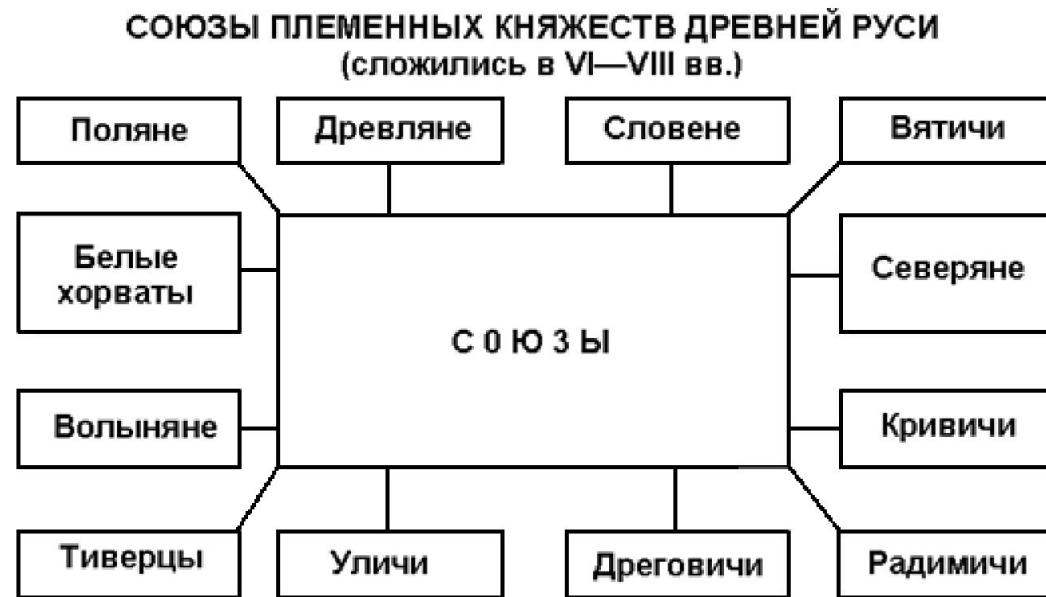 СОЮЗЫ ПЛЕМЕННЫХ КНЯЖЕСТВ ДРЕВНЕЙ РУСИ
(сложились в VI—VIII вв.)
Поляне
Древляне
Словене
Вятичи
Белые
хорваты
Северяне
С 0 Ю З Ы
Волыняне
Кривичи
Тиверцы
Уличи
Дреговичи
Радимичи